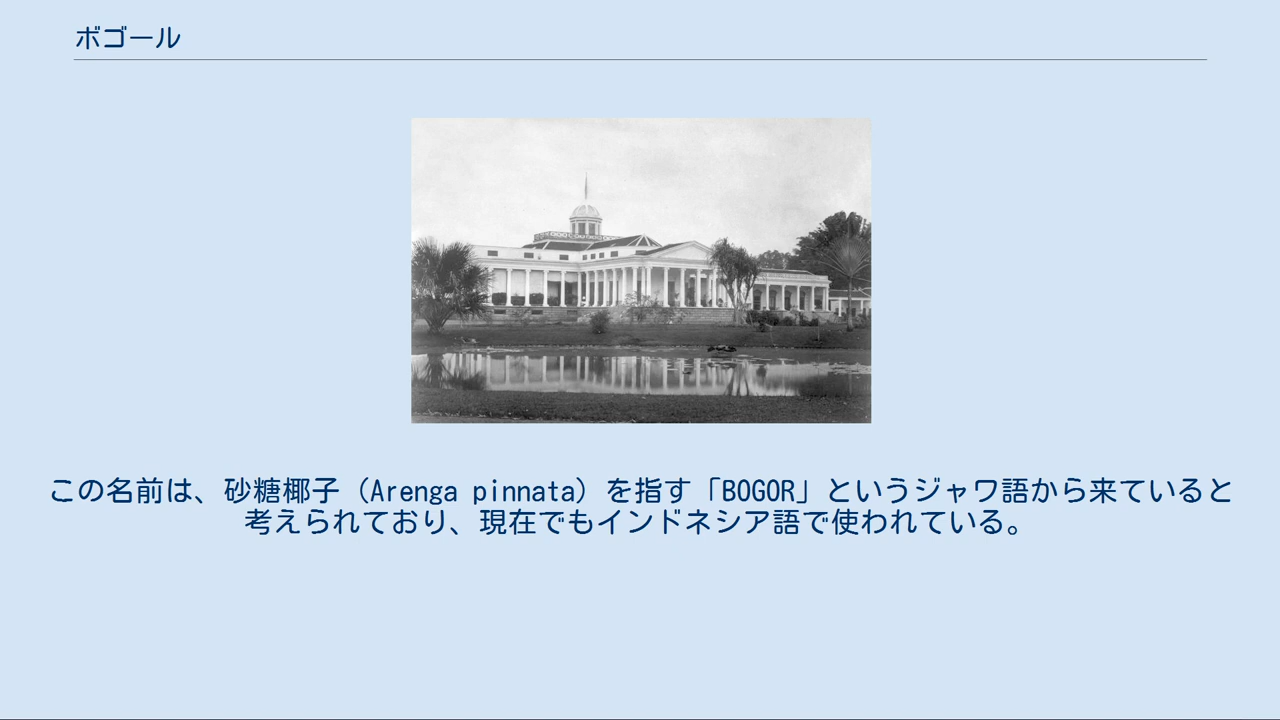 ボゴール
この名前は、砂糖椰子（Arenga pinnata）を指す「BOGOR」というジャワ語から来ていると
考えられており、現在でもインドネシア語で使われている。